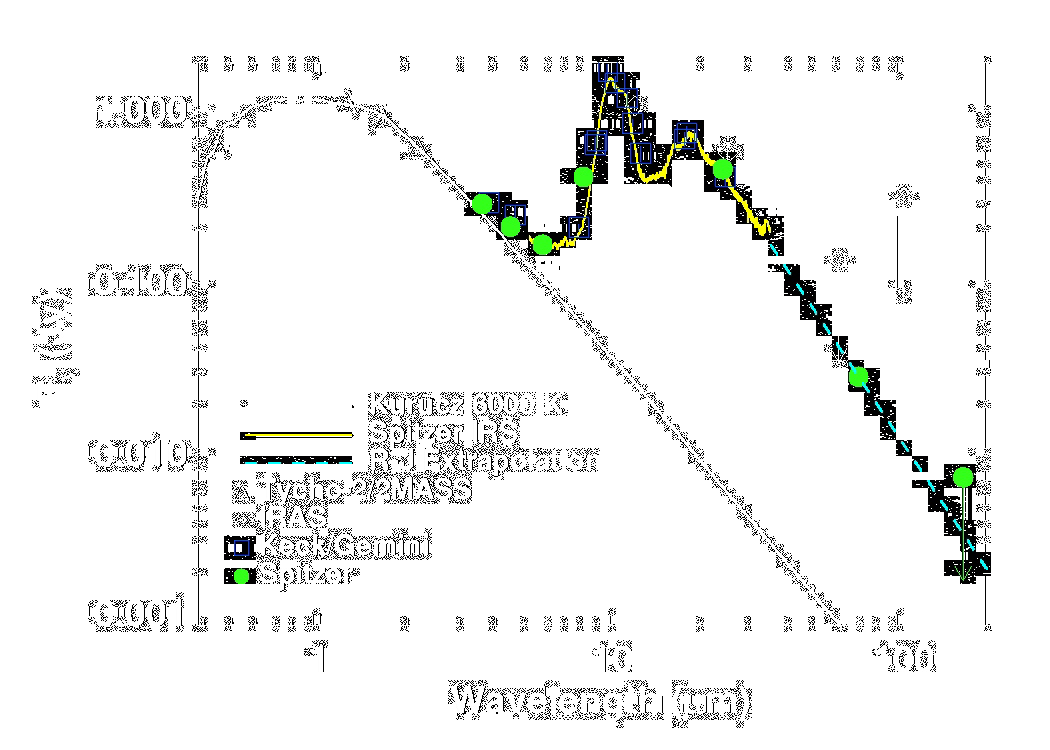 1.000
0.100
0.010
0.001
Kurucz 6000 K
Spitzer IRS
R-J Extrapolation
Tycho-2/2MASS
IRAS
Keck/Gemini
Spitzer
1
10
100
Wavelength (μm)